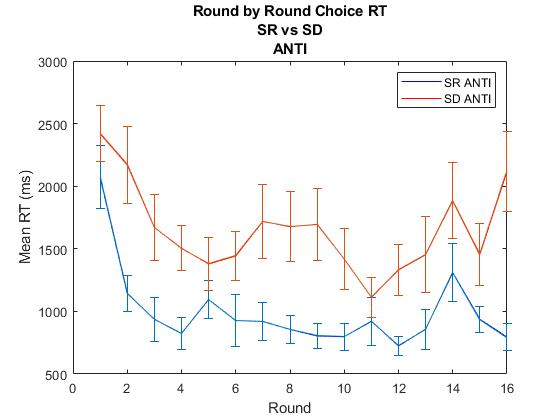 Round by Round Choice RT
SR vs SD
ANTI
3000
2500
2000
1500
1000
500
Mean RT (ms)
SR ANTI
SD ANTI
0 2 4 6 8 10 12 14 16
Round